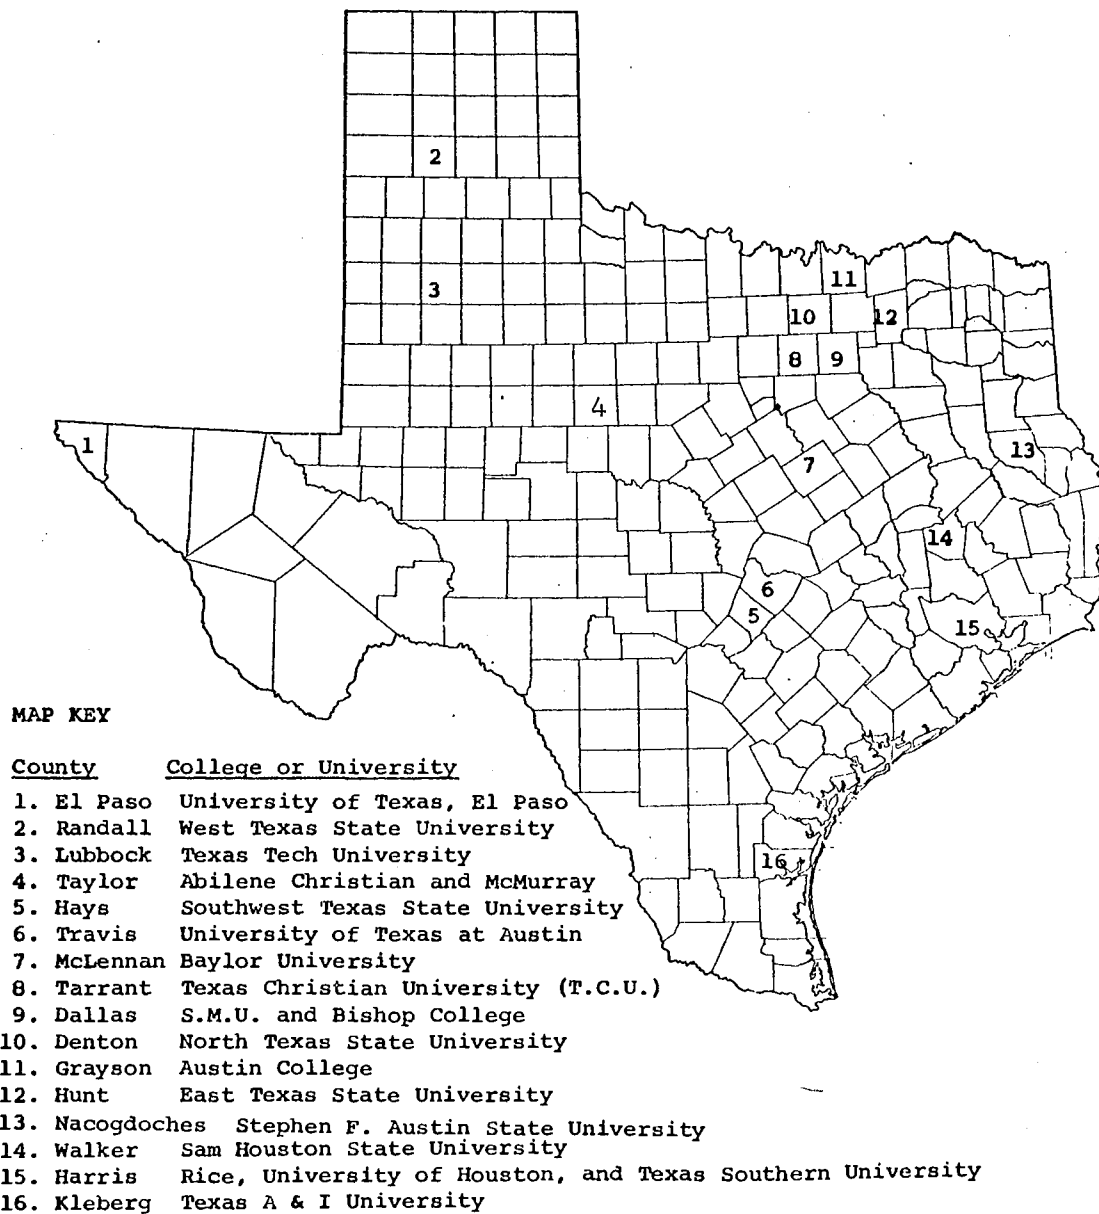 2
3
11
10
12
8
9
4
1
13
7
14
6
5
15
16
MAP KEY
County College or University
1. El Paso University of Texas, El Paso
2. Randall West Texas State University
3. Lubbock Texas Tech University
4. Taylor Abilene Christian and McMurray
5. Hays Southwest Texas State University
6. Travis University of Texas at Austin
7. McLennan Baylor University
8. Tarrant Texas Christian University (T.C.U.)
9. Dallas S.M.U. and Bishop College
10. Denton North Texas State University
11. Grayson Austin College
12. Hunt East Texas State University
13. Nacogdoches Stephen F. Austin State University
14. Walker Sam Houston State University
15. Harris Rice, University of Houston, and Texas Southern University
16. Kleberg Texas A & I University